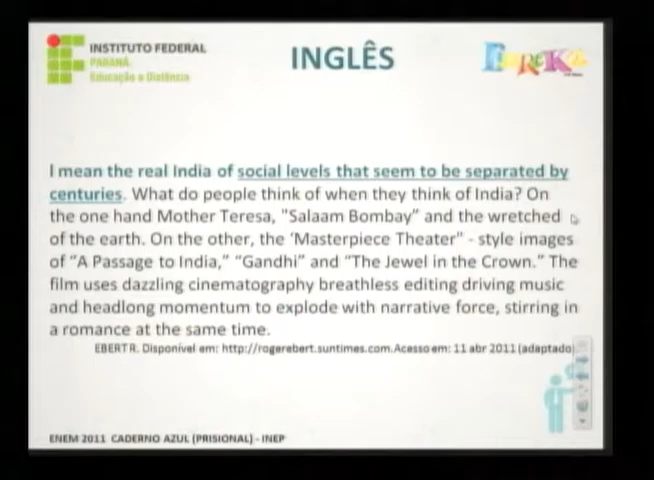 INSTITUTO FEDERAL
PARANÁ
Educação a Distância
INGLÊS
EUREKA
I mean the real India of social levels that seem to be separated by
centuries. What do people think of when they think of India? On
the one hand Mother Teresa, "Salaam Bombay" and the wretched
of the earth. On the other, the 'Masterpiece Theater" - style images
of "A Passage to India," "Gandhi" and "The Jewel in the Crown." The
film uses dazzling cinematography breathless editing driving music
and headlong momentum to explode with narrative force, stirring in
a romance at the same time.
EBERT R. Disponível em: http://rogerebert.suntimes.com.Acesso em: 11 abr 2011 (adaptado)
ENEM 2011 CADERNO AZUL (PRISIONAL) - INEP